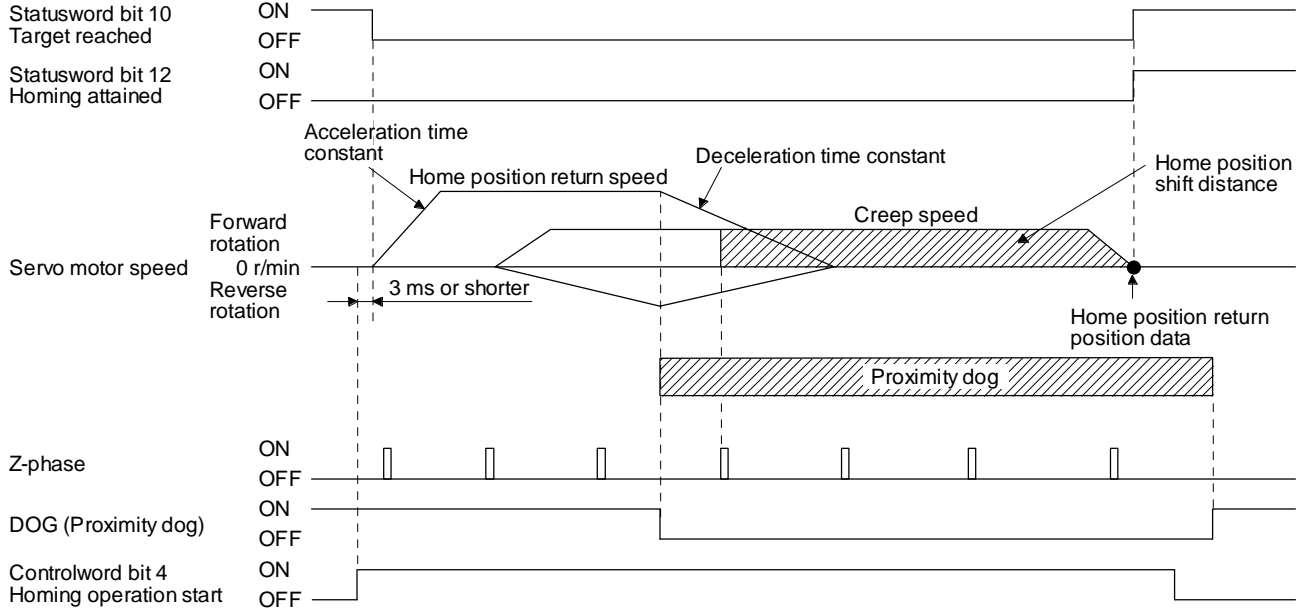 Statusword bit 10
Target reached
ON
OFF
Statusword bit 12
Homing attained
ON
OFF
Acceleration time
constant
Home position return speed
Deceleration time constant
Home position
shift distance
Creep speed
Forward
rotation
Servo motor speed
0 r/min
Reverse
rotation
3 ms or shorter
Home position return
position data
Proximity dog
Z-phase
ON
OFF
DOG (Proximity dog)
ON
OFF
Controlword bit 4
Homing operation start
ON
OFF